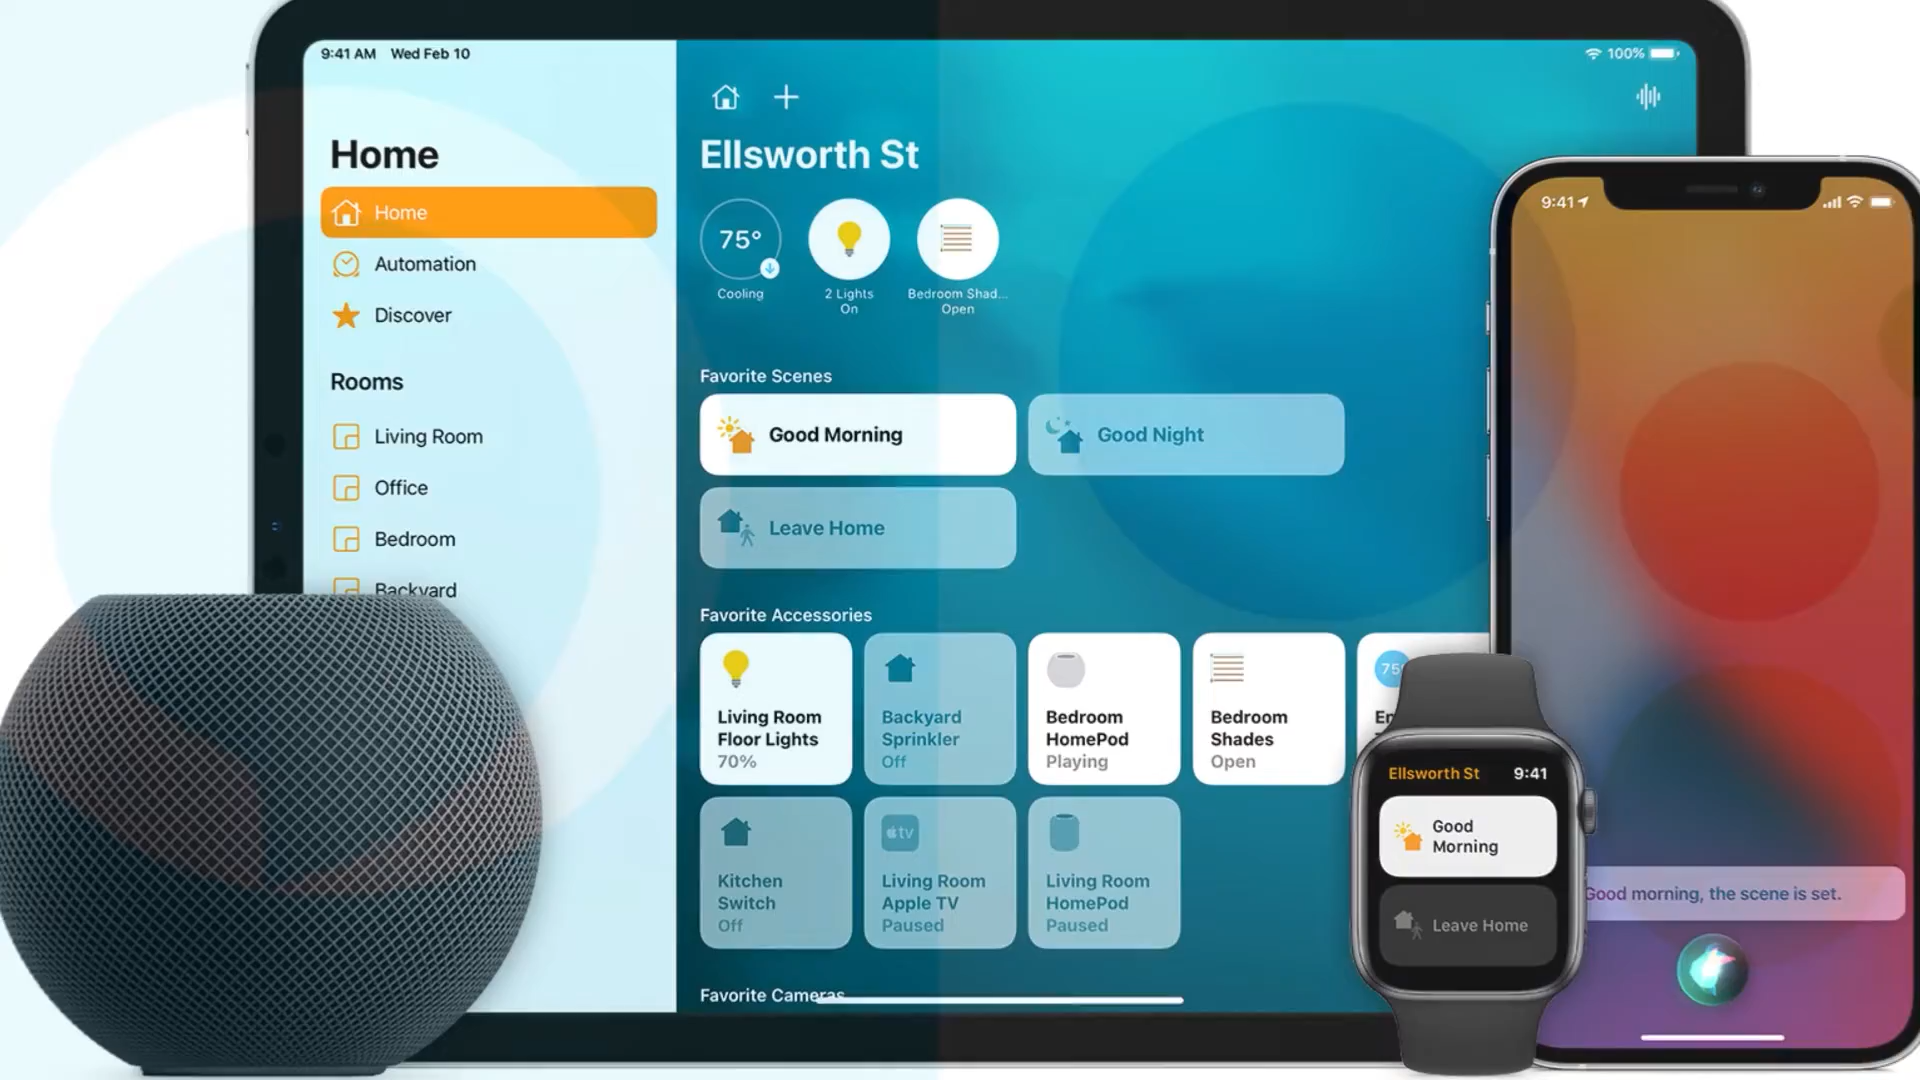 9:41 AM Wed Feb 10
100%
Home
Home
Automation
Discover
Rooms
Living Room
Office
Bedroom
Backyard
Ellsworth St
75°
Cooling
2 Lights
On
Bedroom Shad...
Open
Favorite Scenes
Good Morning
Good Night
Leave Home
Favorite Accessories
Living Room
Floor Lights
70%
Backyard
Sprinkler
Off
Bedroom
HomePod
Playing
Bedroom
Shades
Open
75
Kitchen
Switch
Off
tv
Living Room
Apple TV
Paused
Living Room
HomePod
Paused
Favorite Cameras
Ellsworth St 9:41
Good
Morning
Leave Home
9:41
Good morning, the scene is set.